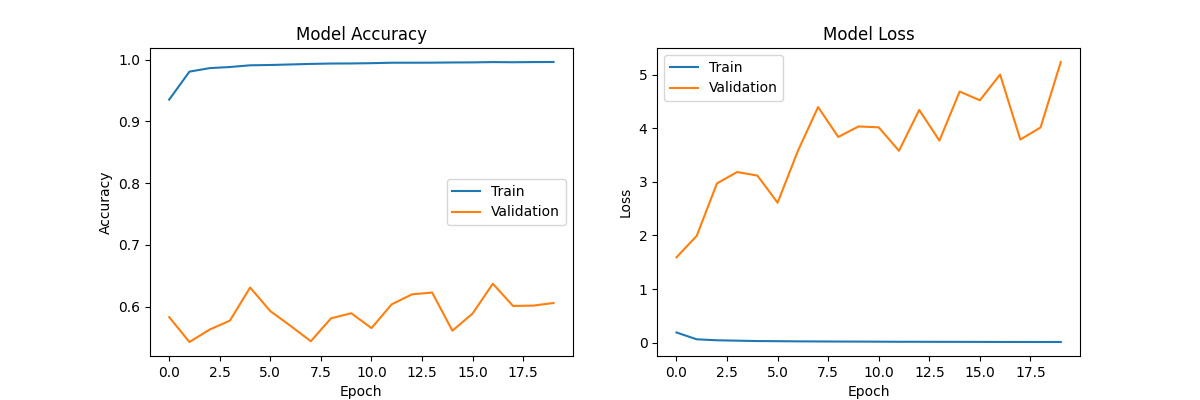 Model Accuracy
1.0
0.9
0.8
0.7
0.6
Accuracy
Train
Validation
0.0 2.5 5.0 7.5 10.0 12.5 15.0 17.5
Epoch
Model Loss
Train
Validation
5
4
3
2
1
0
Loss
0.0 2.5 5.0 7.5 10.0 12.5 15.0 17.5
Epoch